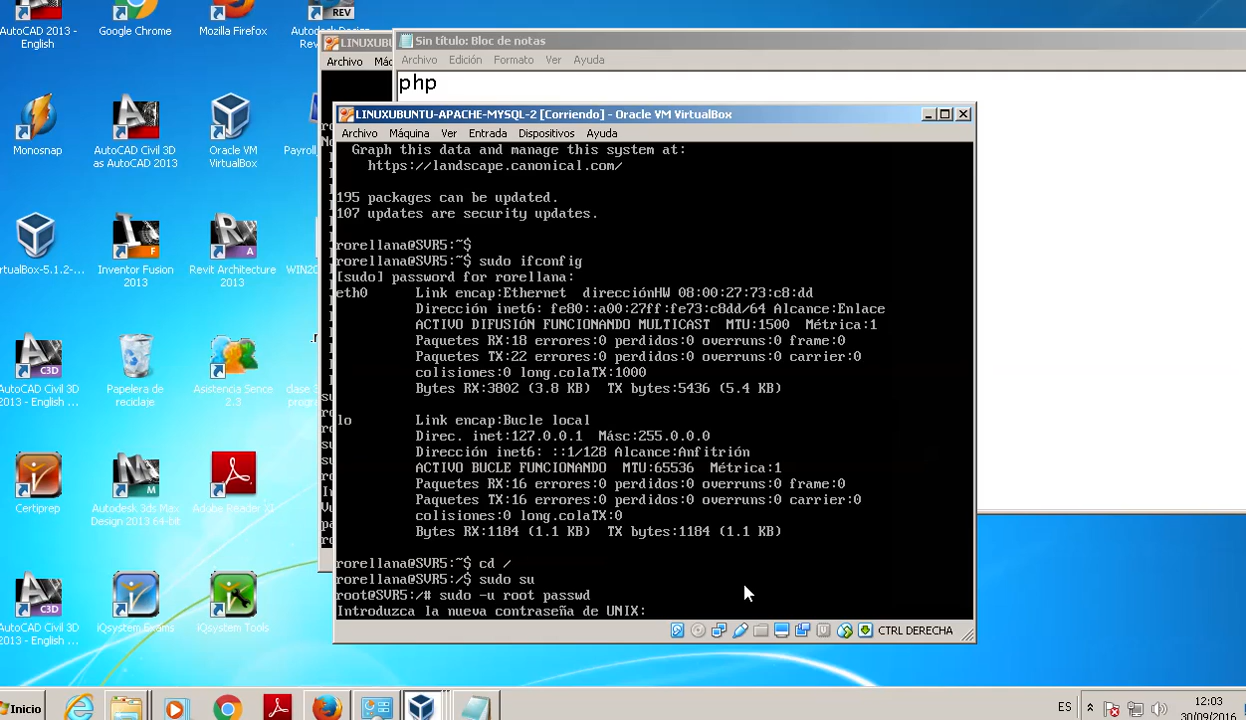 AutoCAD 2013 - English
Google Chrome
Mozilla Firefox
REV
LINUXUBU
Archivo
Sin título: Bloc de notas
Archivo Edición Formato Ver Ayuda
php
LINUXUBUNTU-APACHE-MYSQL-2 [Corriendo] - Oracle VM VirtualBox
Archivo Máquina Ver Entrada Dispositivos Ayuda
Graph this data and manage this system at:
https://landscape.canonical.com/
195 packages can be updated.
107 updates are security updates.
rorellana@SVR5:~$
rorellana@SVR5:~$ sudo ifconfig
[sudo] password for rorellana:
eth0 Link encap:Ethernet direcciónHW 08:00:27:73:c8:dd
Dirección inet6: fe80::a00:27ff:fe73:c8dd/64 Alcance:Enlace
ACTIVO DIFUSIÓN FUNCIONANDO MULTICAST MTU:1500 Métrica:1
Paquetes RX:18 errores:0 perdidos:0 overruns:0 frame:0
Paquetes TX:22 errores:0 perdidos:0 overruns:0 carrier:0
colisiones:0 long.colaTX:1000
Bytes RX:3802 (3.8 KB) TX bytes:5436 (5.4 KB)
lo Link encap:Bucle local
Direc. inet:127.0.0.1 Másc:255.0.0.0
Dirección inet6: ::1/128 Alcance:Anfitrión
ACTIVO BUCLE FUNCIONANDO MTU:65536 Métrica:1
Paquetes RX:16 errores:0 perdidos:0 overruns:0 frame:0
Paquetes TX:16 errores:0 perdidos:0 overruns:0 carrier:0
colisiones:0 long.colaTX:0
Bytes RX:1184 (1.1 KB) TX bytes:1184 (1.1 KB)
rorellana@SVR5:~$ cd /
rorellana@SVR5:/$ sudo su
root@SVR5:/# sudo -u root passwd
Introduzca la nueva contraseña de UNIX:
CTRL DERECHA
Monosnap
AutoCAD Civil 3D as AutoCAD 2013
Oracle VM VirtualBox
rtualBox-5.1.2-...
Inventor Fusion 2013
Revit Architecture 2013
AutoCAD Civil 3D 2013 - English ...
Papelera de reciclaje
Asistencia Sence 2.3
Certiprep
Autodesk 3ds Max Design 2013 64-bit
Adobe Reader XI
AutoCAD Civil 3D 2013 - English ...
iQsystem Exams
iQsystem Tools
Inicio
ES
12:03
30/09/2016